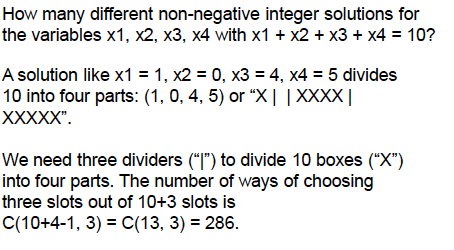 How many different non-negative integer solutions for
the variables x1, x2, x3, x4 with x1 + x2 + x3 + x4 = 10?
A solution like x1 = 1, x2 = 0, x3 = 4, x4 = 5 divides
10 into four parts: (1, 0, 4, 5) or “X | | XXXX |
XXXXX”.
We need three dividers (“|”) to divide 10 boxes (“X”)
into four parts. The number of ways of choosing
three slots out of 10+3 slots is
C(10+4-1, 3) = C(13, 3) = 286.